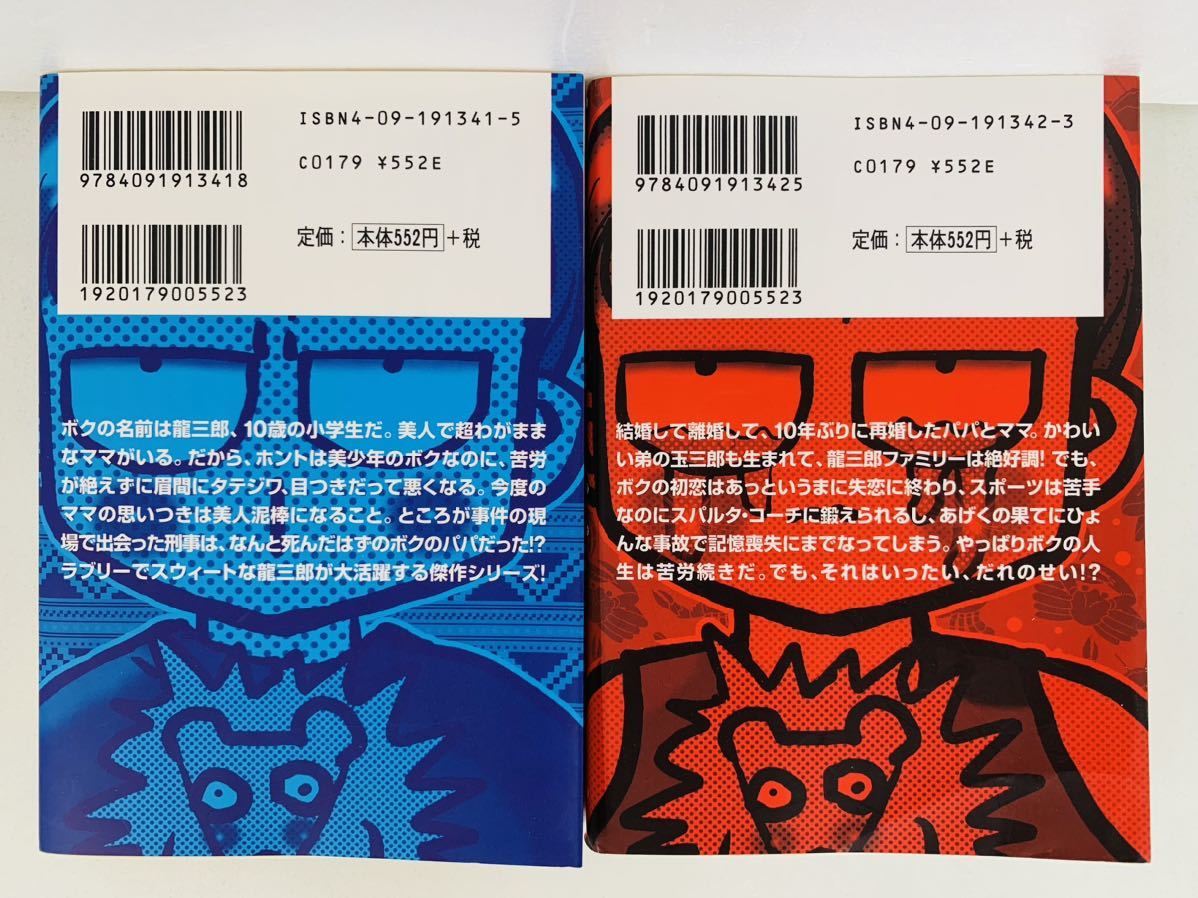 ISBN4-09-191341-5
C0179 ¥552E
9784091913418
定価：本体552円+税
1920179005523
ボクの名前は龍三郎、10歳の小学生だ。美人で超わがまま
なママがいる。だから、ホントは美少年のボクなのに、苦労
が絶えずに眉間にタテジワ、目つきだって悪くなる。今度の
ママの思いつきは美人泥棒になること。ところが事件の現
場で出会った刑事は、なんと死んだはずのボクのパパだった!?
ラブリーでスウィートな龍三郎が大活躍する傑作シリーズ!
ISBN4-09-191342-3
C0179 ¥552E
9784091913425
定価：本体552円+税
1920179005523
結婚して離婚して、10年ぶりに再婚したパパとママ。かわい
い弟の玉三郎も生まれて、龍三郎ファミリーは絶好調! でも、
ボクの初恋はあっというまに失恋に終わり、スポーツは苦手
なのにスパルタ・コーチに鍛えられるし、あげくの果てにひょ
んな事故で記憶喪失にまでなってしまう。やっぱりボクの人
生は苦労続きだ。でも、それはいったい、だれのせい!?